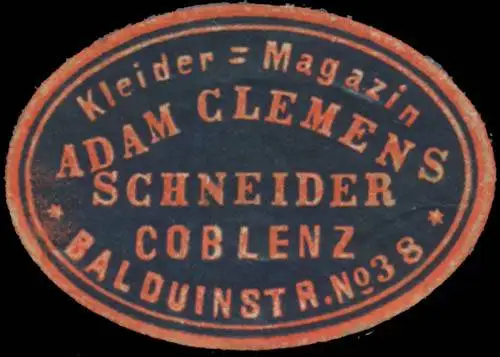 Kleider = Magazin
ADAM CLEMENS
SCHNEIDER
COBLENZ
* BALDUINSTR. No 38 *